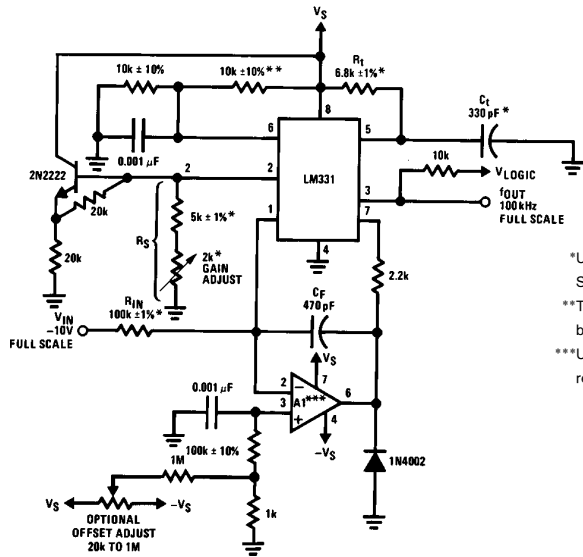 VS
10k ± 10%
10k ±10%**
Rt
6.8k ±1%*
8
6
5
Ct
330 pF*
0.001 µF
2N2222
2
2
LM331
10k
VLOGIC
3
fOUT
100 kHz
FULL SCALE
20k
5k ± 1%*
1
7
RS
4
20k
2k*
GAIN
ADJUST
2.2k
VIN
−10V
FULL SCALE
RIN
100k ±1%*
CF
470 pF
*U
S
**T
b
***U
re
VS
7
2
−
A1***
6
0.001 µF
3
+
4
−VS
100k ± 10%
1N4002
1M
VS
−VS
1k
OPTIONAL
OFFSET ADJUST
20k TO 1M